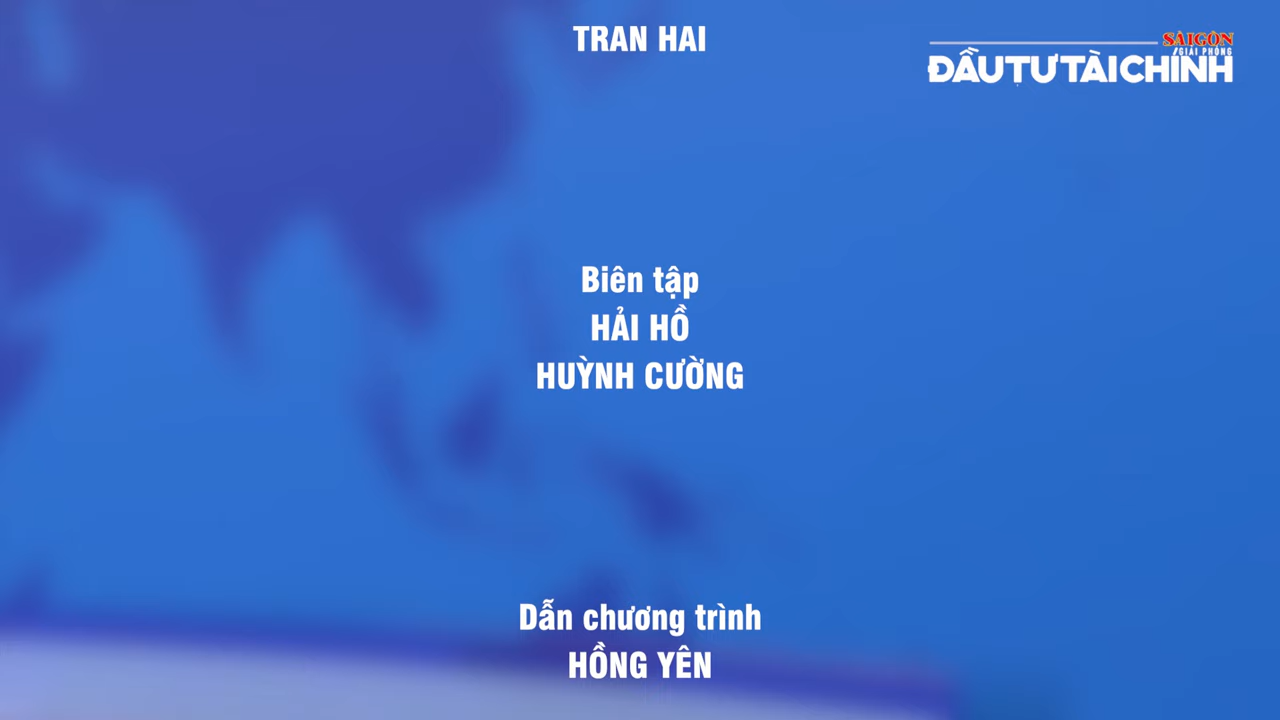 TRAN HAI
SÀIGÒN
GIẢI PHÓNG
ĐẦU TƯ TÀI CHÍNH
Biên tập
HẢI HỒ
HUỲNH CƯỜNG
Dẫn chương trình
HỒNG YÊN